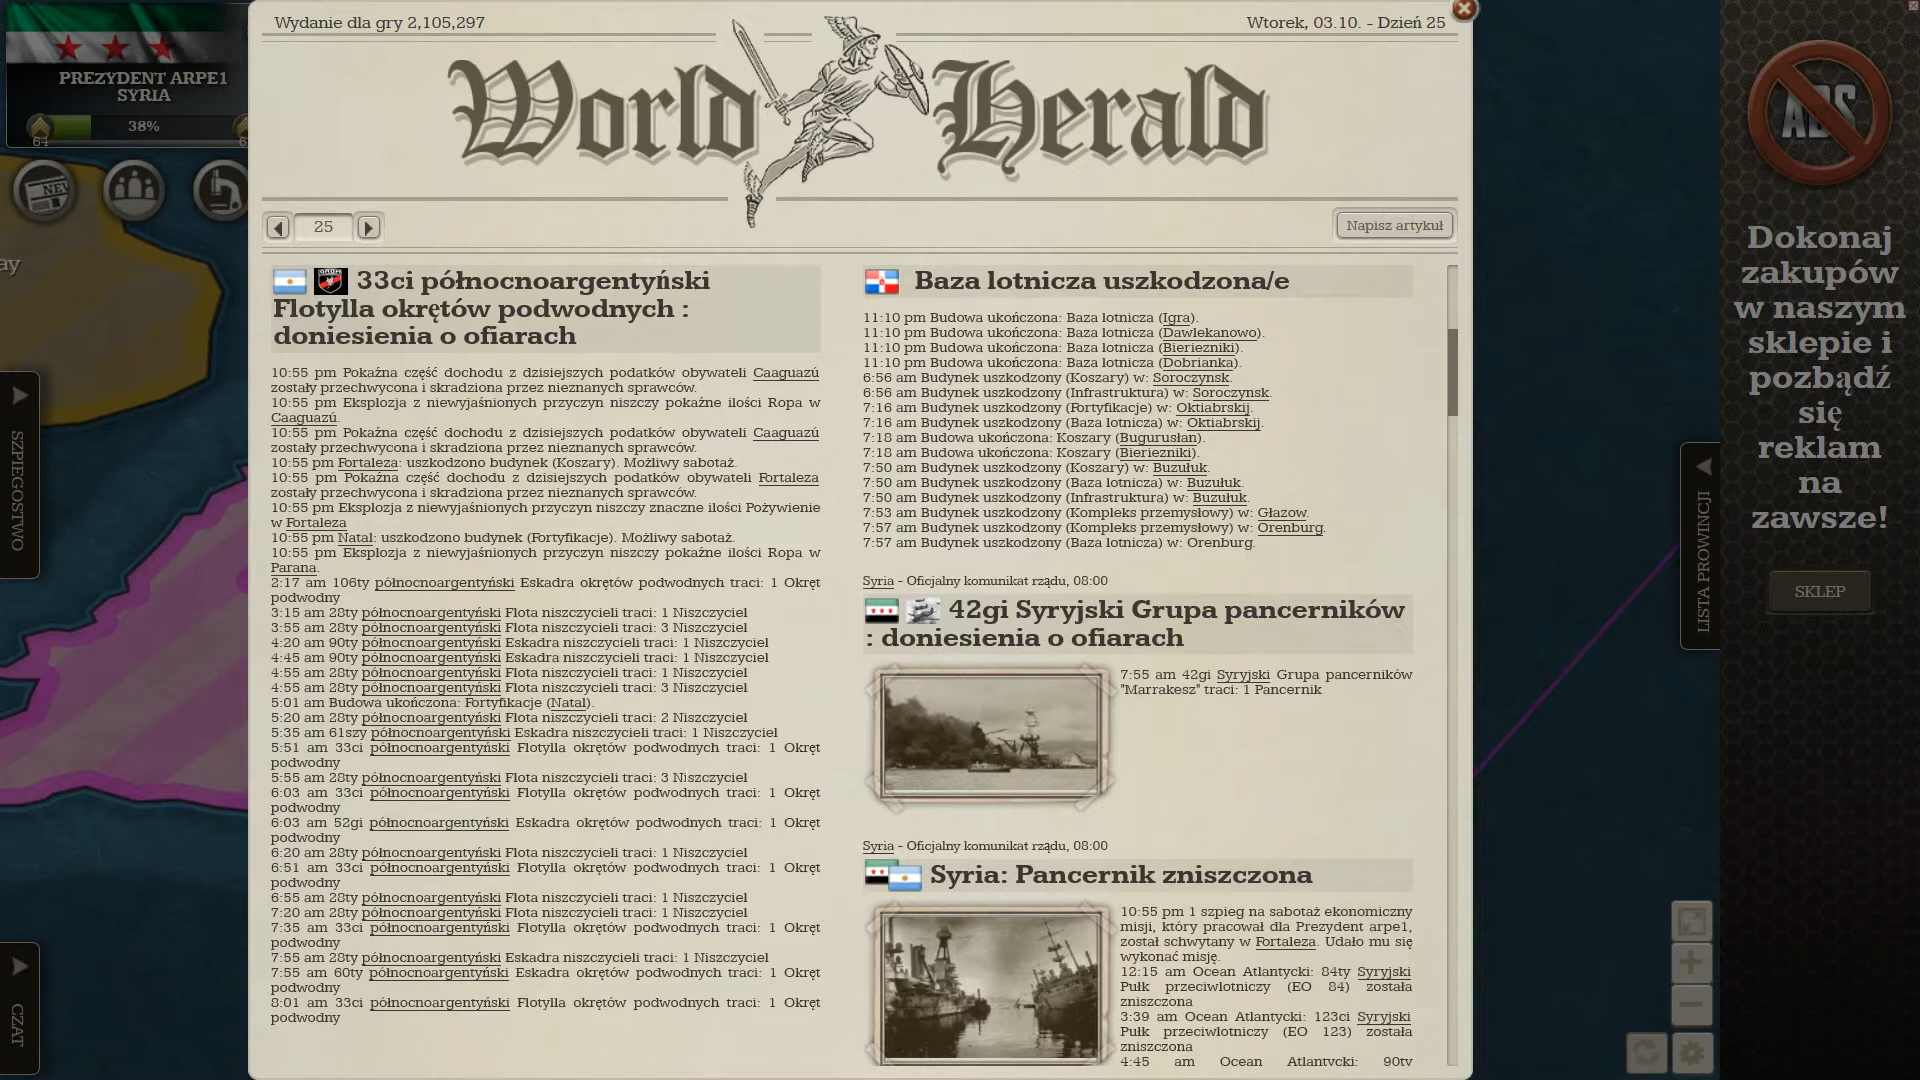 PREZYDENT ARPE1
SYRIA
38%
64
NEW
SZPIEGOSTWO
CZAT
Wydanie dla gry 2,105,297
Wtorek, 03.10. - Dzień 25
World Herald
25
Napisz artykuł
33ci północnoargentyński
Flotylla okrętów podwodnych :
doniesienia o ofiarach
10:55 pm Pokaźna część dochodu z dzisiejszych podatków obywateli Caaguazú
zostały przechwycona i skradziona przez nieznanych sprawców.
10:55 pm Eksplozja z niewyjaśnionych przyczyn niszczy pokaźne ilości Ropa w
Caaguazú.
10:55 pm Pokaźna część dochodu z dzisiejszych podatków obywateli Caaguazú
zostały przechwycona i skradziona przez nieznanych sprawców.
10:55 pm Fortaleza: uszkodzono budynek (Koszary). Możliwy sabotaż.
10:55 pm Pokaźna część dochodu z dzisiejszych podatków obywateli Fortaleza
zostały przechwycona i skradziona przez nieznanych sprawców.
10:55 pm Eksplozja z niewyjaśnionych przyczyn niszczy znaczne ilości Pożywienie
w Fortaleza
10:55 pm Natal: uszkodzono budynek (Fortyfikacje). Możliwy sabotaż.
10:55 pm Eksplozja z niewyjaśnionych przyczyn niszczy pokaźne ilości Ropa w
Parana.
2:17 am 106ty północnoargentyński Eskadra okrętów podwodnych traci: 1 Okręt
podwodny
3:15 am 28ty północnoargentyński Flota niszczycieli traci: 1 Niszczyciel
3:55 am 28ty północnoargentyński Flota niszczycieli traci: 3 Niszczyciel
4:20 am 90ty północnoargentyński Eskadra niszczycieli traci: 1 Niszczyciel
4:45 am 90ty północnoargentyński Eskadra niszczycieli traci: 1 Niszczyciel
4:55 am 28ty północnoargentyński Flota niszczycieli traci: 1 Niszczyciel
4:55 am 28ty północnoargentyński Flota niszczycieli traci: 3 Niszczyciel
5:01 am Budowa ukończona: Fortyfikacje (Natal).
5:20 am 28ty północnoargentyński Flota niszczycieli traci: 2 Niszczyciel
5:35 am 61szy północnoargentyński Eskadra niszczycieli traci: 1 Niszczyciel
5:51 am 33ci północnoargentyński Flotylla okrętów podwodnych traci: 1 Okręt
podwodny
5:55 am 28ty północnoargentyński Flota niszczycieli traci: 3 Niszczyciel
6:03 am 33ci północnoargentyński Flotylla okrętów podwodnych traci: 1 Okręt
podwodny
6:03 am 52gi północnoargentyński Eskadra okrętów podwodnych traci: 1 Okręt
podwodny
6:20 am 28ty północnoargentyński Flota niszczycieli traci: 1 Niszczyciel
6:51 am 33ci północnoargentyński Flotylla okrętów podwodnych traci: 1 Okręt
podwodny
6:55 am 28ty północnoargentyński Flota niszczycieli traci: 1 Niszczyciel
7:20 am 28ty północnoargentyński Flota niszczycieli traci: 1 Niszczyciel
7:35 am 33ci północnoargentyński Flotylla okrętów podwodnych traci: 1 Okręt
podwodny
7:55 am 28ty północnoargentyński Eskadra niszczycieli traci: 1 Niszczyciel
7:55 am 60ty północnoargentyński Eskadra okrętów podwodnych traci: 1 Okręt
podwodny
8:01 am 33ci północnoargentyński Flotylla okrętów podwodnych traci: 1 Okręt
podwodny
Baza lotnicza uszkodzona/e
11:10 pm Budowa ukończona: Baza lotnicza (Igra).
11:10 pm Budowa ukończona: Baza lotnicza (Dawlekanowo).
11:10 pm Budowa ukończona: Baza lotnicza (Bieriezniki).
11:10 pm Budowa ukończona: Baza lotnicza (Dobrianka).
6:56 am Budynek uszkodzony (Koszary) w: Soroczynsk.
6:56 am Budynek uszkodzony (Infrastruktura) w: Soroczynsk.
7:16 am Budynek uszkodzony (Fortyfikacje) w: Oktiabrskij.
7:16 am Budynek uszkodzony (Baza lotnicza) w: Oktiabrskij.
7:18 am Budowa ukończona: Koszary (Bugurusłan).
7:18 am Budowa ukończona: Koszary (Bieriezniki).
7:50 am Budynek uszkodzony (Koszary) w: Buzułuk.
7:50 am Budynek uszkodzony (Baza lotnicza) w: Buzułuk.
7:50 am Budynek uszkodzony (Infrastruktura) w: Buzułuk.
7:53 am Budynek uszkodzony (Kompleks przemysłowy) w: Głazow.
7:57 am Budynek uszkodzony (Kompleks przemysłowy) w: Orenburg.
7:57 am Budynek uszkodzony (Baza lotnicza) w: Orenburg.
Syria - Oficjalny komunikat rządu, 08:00
42gi Syryjski Grupa pancerników
: doniesienia o ofiarach
7:55 am 42gi Syryjski Grupa pancerników
"Marrakesz" traci: 1 Pancernik
Syria - Oficjalny komunikat rządu, 08:00
Syria: Pancernik zniszczona
10:55 pm 1 szpieg na sabotaż ekonomiczny
misji, który pracował dla Prezydent arpe1,
został schwytany w Fortaleza. Udało mu się
wykonać misję.
12:15 am Ocean Atlantycki: 84ty Syryjski
Pułk przeciwlotniczy (EO 84) została
zniszczona
3:39 am Ocean Atlantycki: 123ci Syryjski
Pułk przeciwlotniczy (EO 123) została
zniszczona
4:45 am Ocean Atlantycki: 90ty
LISTA PROWINCJI
ADS
Dokonaj
zakupów
w naszym
sklepie i
pozbądź
się
reklam
na
zawsze!
SKLEP